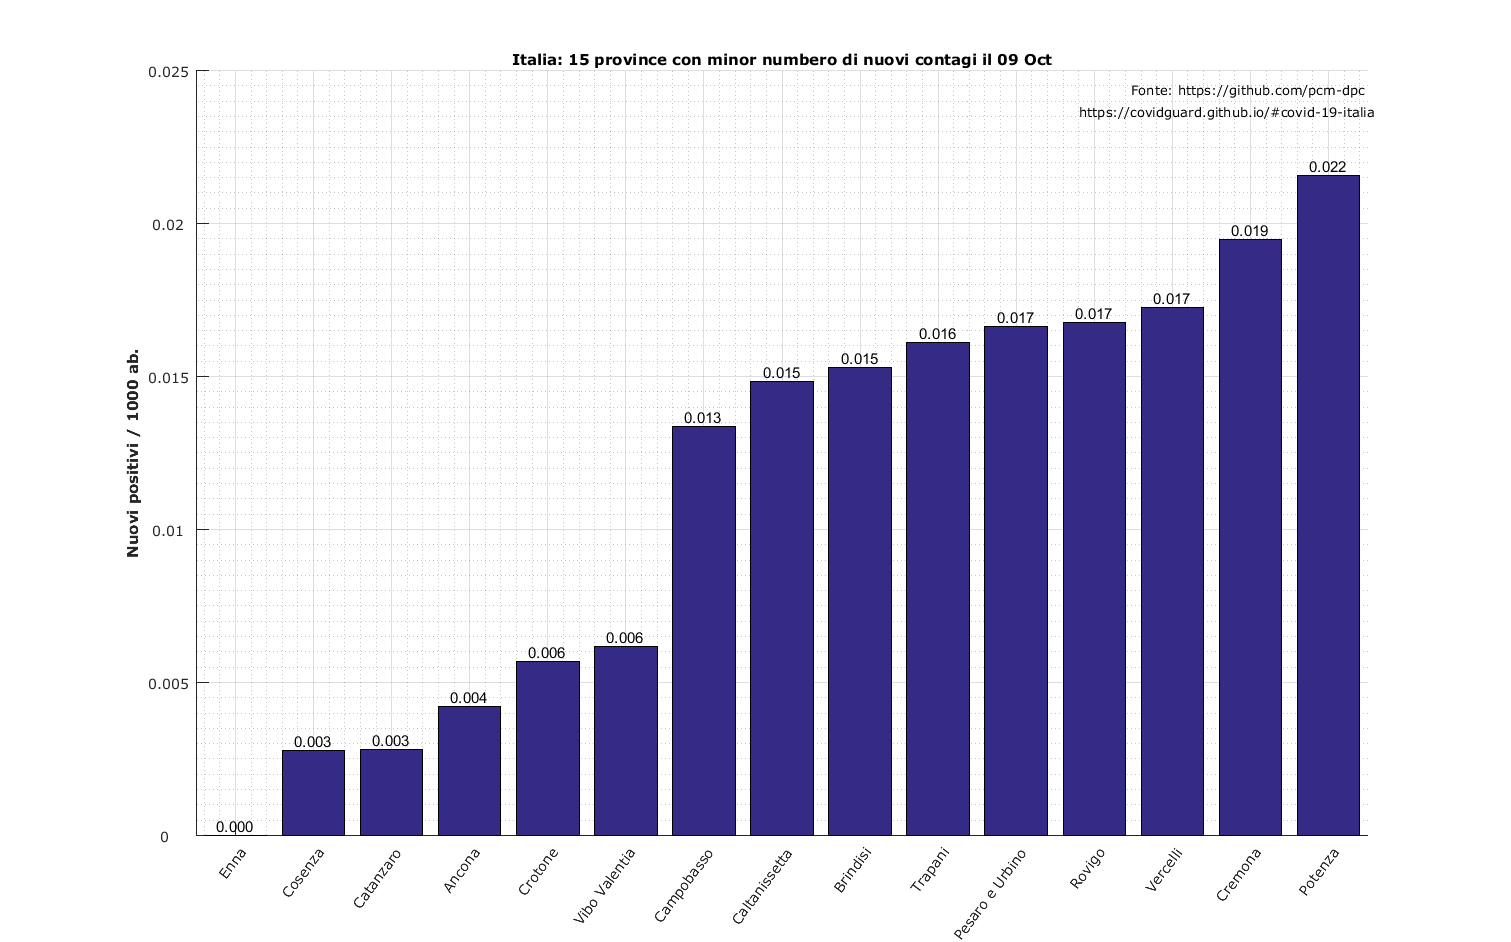 Italia: 15 province con minor numbero di nuovi contagi il 09 Oct
Fonte: https://github.com/pcm-dpc
https://covidguard.github.io/#covid-19-italia
Nuovi positivi / 1000 ab.
0.025
0.02
0.015
0.01
0.005
0
0.000
0.003
0.003
0.004
0.006
0.006
0.013
0.015
0.015
0.016
0.017
0.017
0.017
0.019
0.022
Enna
Cosenza
Catanzaro
Ancona
Crotone
Vibo Valentia
Campobasso
Caltanissetta
Brindisi
Trapani
Pesaro e Urbino
Rovigo
Vercelli
Cremona
Potenza